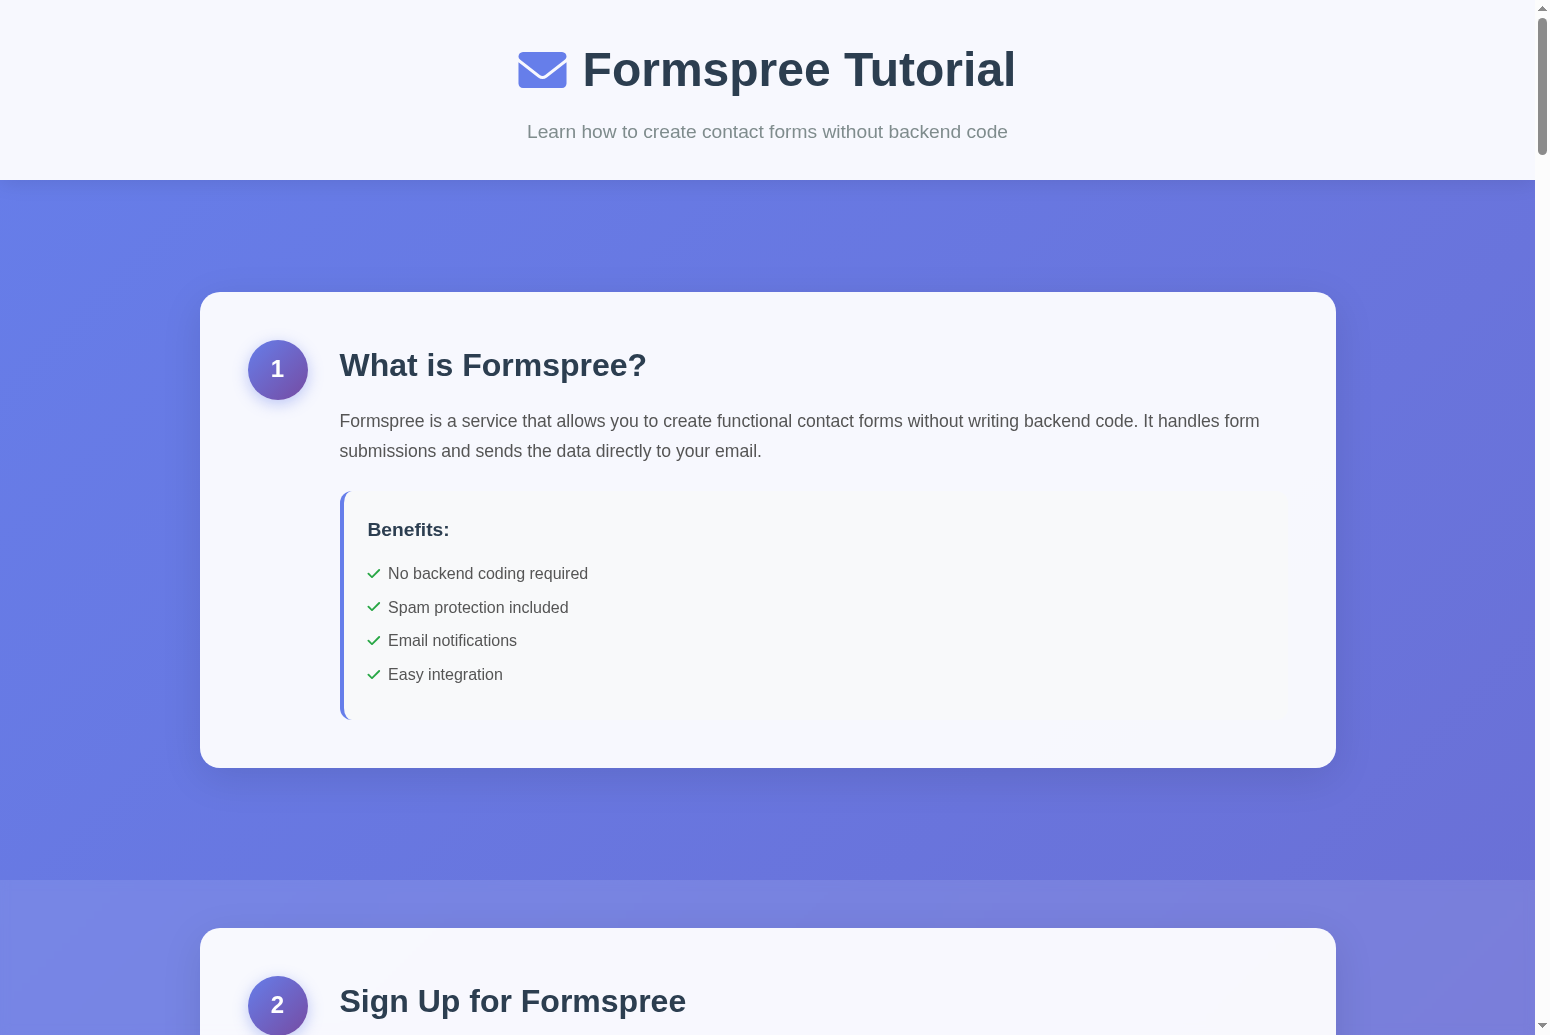 Formspree Tutorial
Learn how to create contact forms without backend code
1
What is Formspree?
Formspree is a service that allows you to create functional contact forms without writing backend code. It handles form
submissions and sends the data directly to your email.
Benefits:
No backend coding required
Spam protection included
Email notifications
Easy integration
2
Sign Up for Formspree